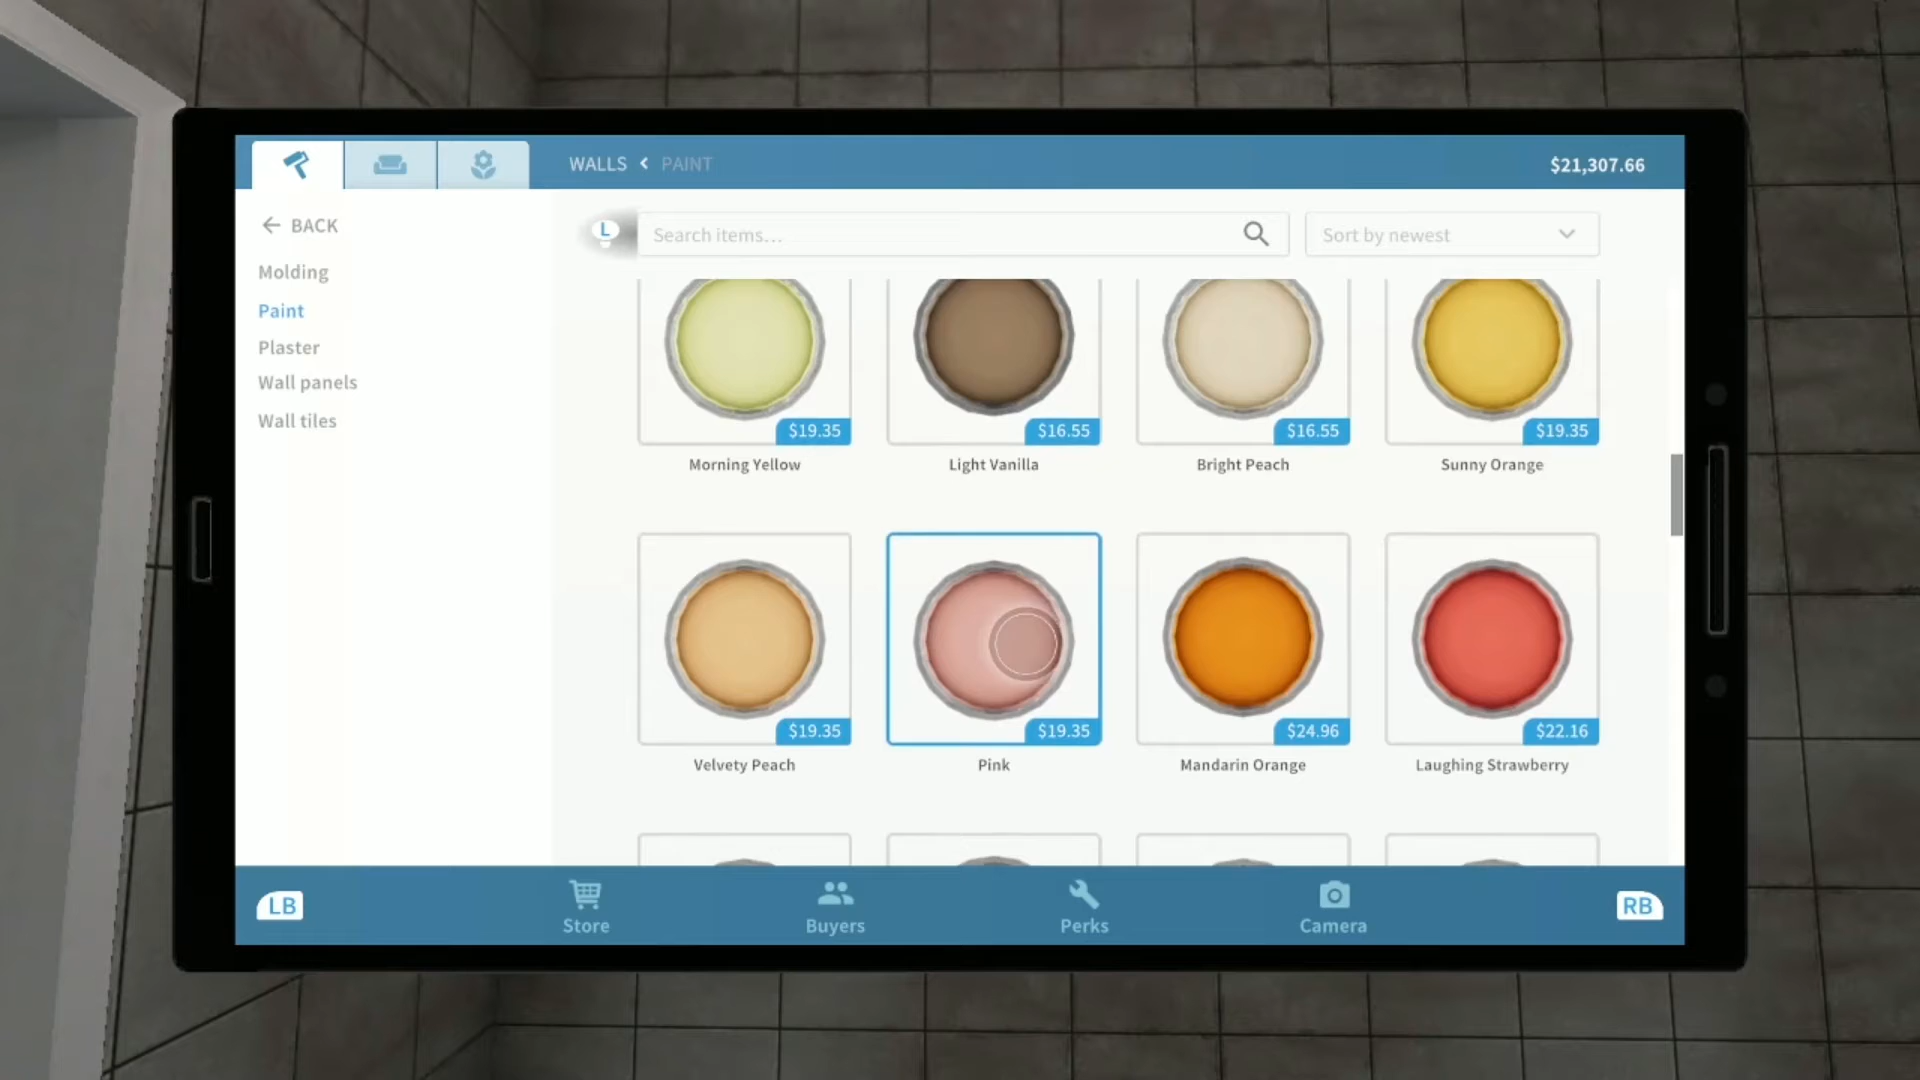 WALLS < PAINT
$21,307.66
BACK
L
Search items...
Sort by newest
Molding
Paint
Plaster
Wall panels
Wall tiles
$19.35
$16.55
$16.55
$19.35
Morning Yellow
Light Vanilla
Bright Peach
Sunny Orange
$19.35
$19.35
$24.96
$22.16
Velvety Peach
Pink
Mandarin Orange
Laughing Strawberry
LB
Store
Buyers
Perks
Camera
RB